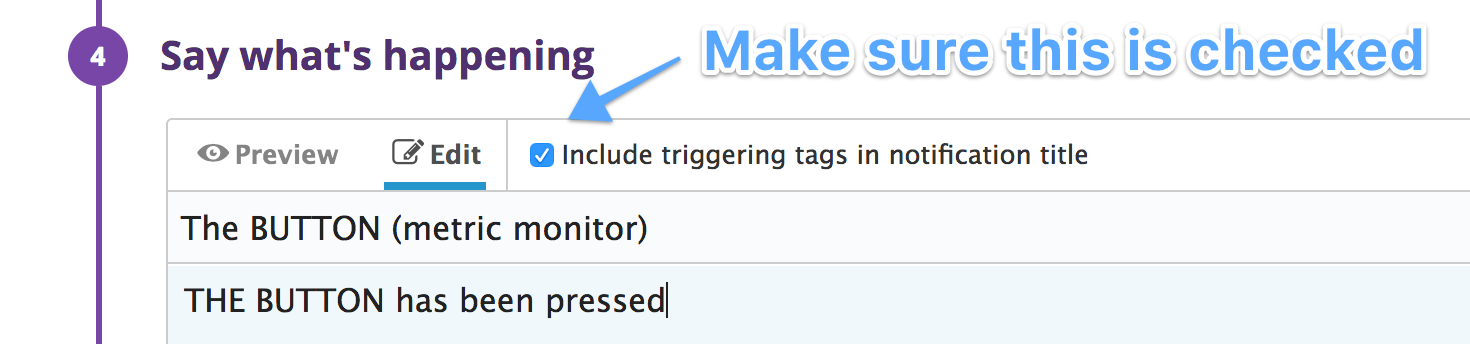 4
Say what's happening
Make sure this is checked
Preview
Edit
Include triggering tags in notification title
The BUTTON (metric monitor)
THE BUTTON has been pressed